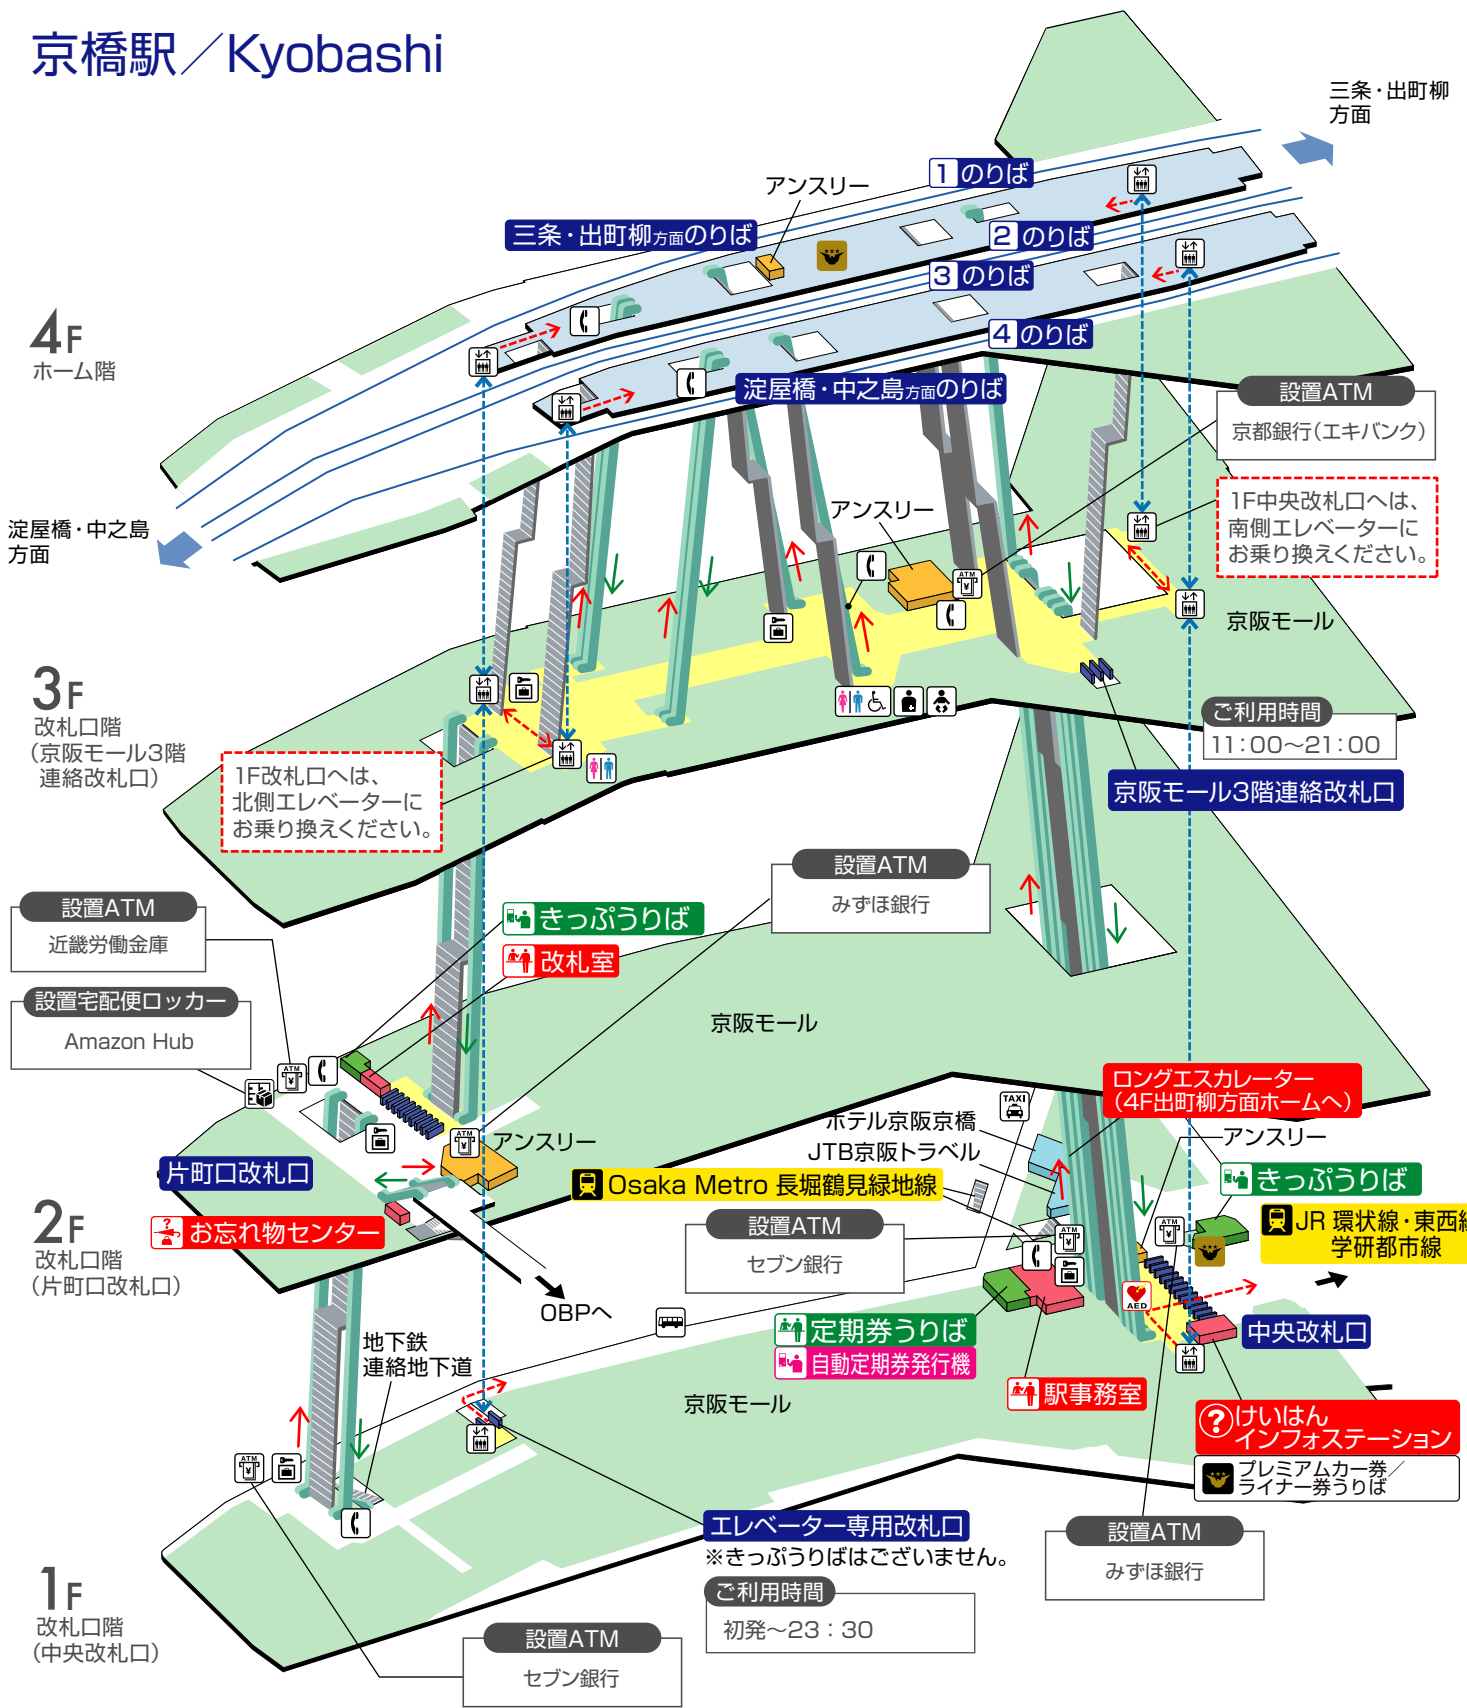 京橋駅／Kyobashi
三条・出町柳
方面
アンスリー
1 のりば
三条・出町柳方面のりば
2 のりば
3 のりば
4 のりば
淀屋橋・中之島方面のりば
4F
ホーム階
設置ATM
京都銀行(エキバンク)
アンスリー
1F中央改札口へは、
南側エレベーターに
お乗り換えください。
淀屋橋・中之島
方面
ATM
京阪モール
3F
改札口階
(京阪モール3階
連絡改札口)
ご利用時間
11:00〜21:00
京阪モール3階連絡改札口
1F改札口へは、
北側エレベーターに
お乗り換えください。
設置ATM
みずほ銀行
設置ATM
近畿労働金庫
きっぷうりば
改札室
設置宅配便ロッカー
Amazon Hub
京阪モール
ATM
ATM
アンスリー
片町口改札口
2F
改札口階
(片町口改札口)
お忘れ物センター
OBPへ
ロングエスカレーター
(4F出町柳方面ホームへ)
TAXI
ホテル京阪京橋
JTB京阪トラベル
アンスリー
きっぷうりば
Osaka Metro 長堀鶴見緑地線
JR 環状線・東西線
学研都市線
設置ATM
セブン銀行
ATM
ATM
AED
定期券うりば
自動定期券発行機
中央改札口
駅事務室
地下鉄
連絡地下道
京阪モール
けいはん
インフォステーション
プレミアムカー券／
ライナー券うりば
ATM
エレベーター専用改札口
※きっぷうりばはございません。
ご利用時間
初発〜23:30
設置ATM
みずほ銀行
1F
改札口階
(中央改札口)
設置ATM
セブン銀行